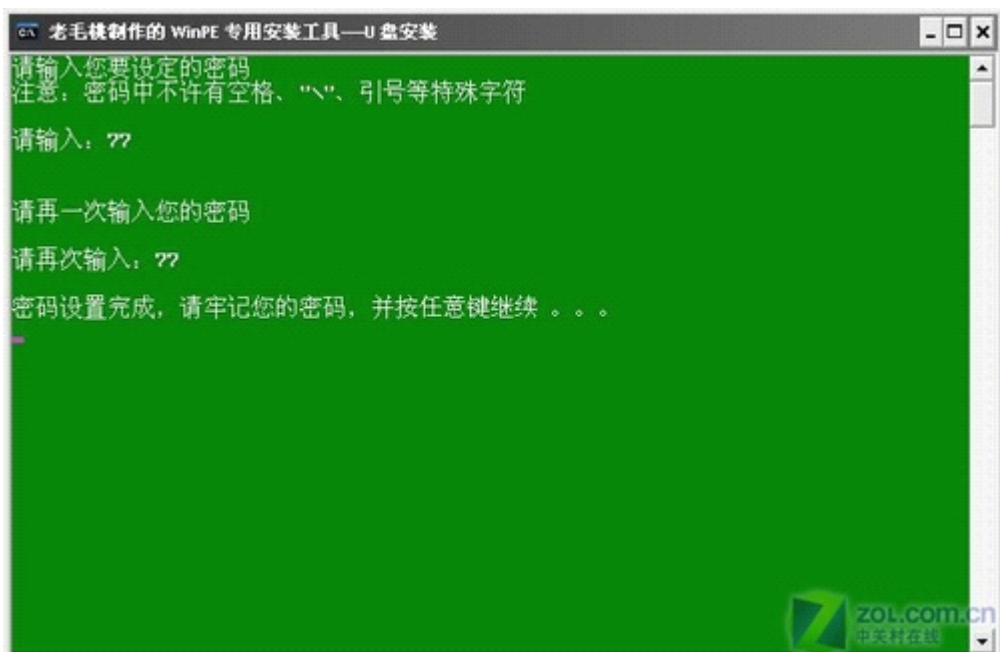 老毛桃制作的 WinPE 专用安装工具——U 盘安装
请输入您要设定的密码
注意：密码中不许有空格、"\"、引号等特殊字符
请输入：77
请再一次输入您的密码
请再次输入：77
密码设置完成，请牢记您的密码，并按任意键继续 。。。
ZOL.COM.CN
中关村在线